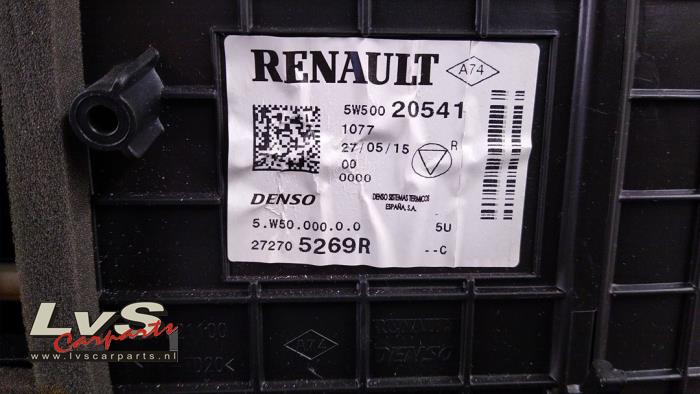 RENAULT A74
5W500 20541
1077
27/05/15 R
00
0000
DENSO DENSO SISTEMAS TERMICOS
ESPAÑA, S.A.
5.W50.000.0.0 5U
27270 5269R --C
A74 DENSO
LvS
Carparts
www.lvscarparts.nl